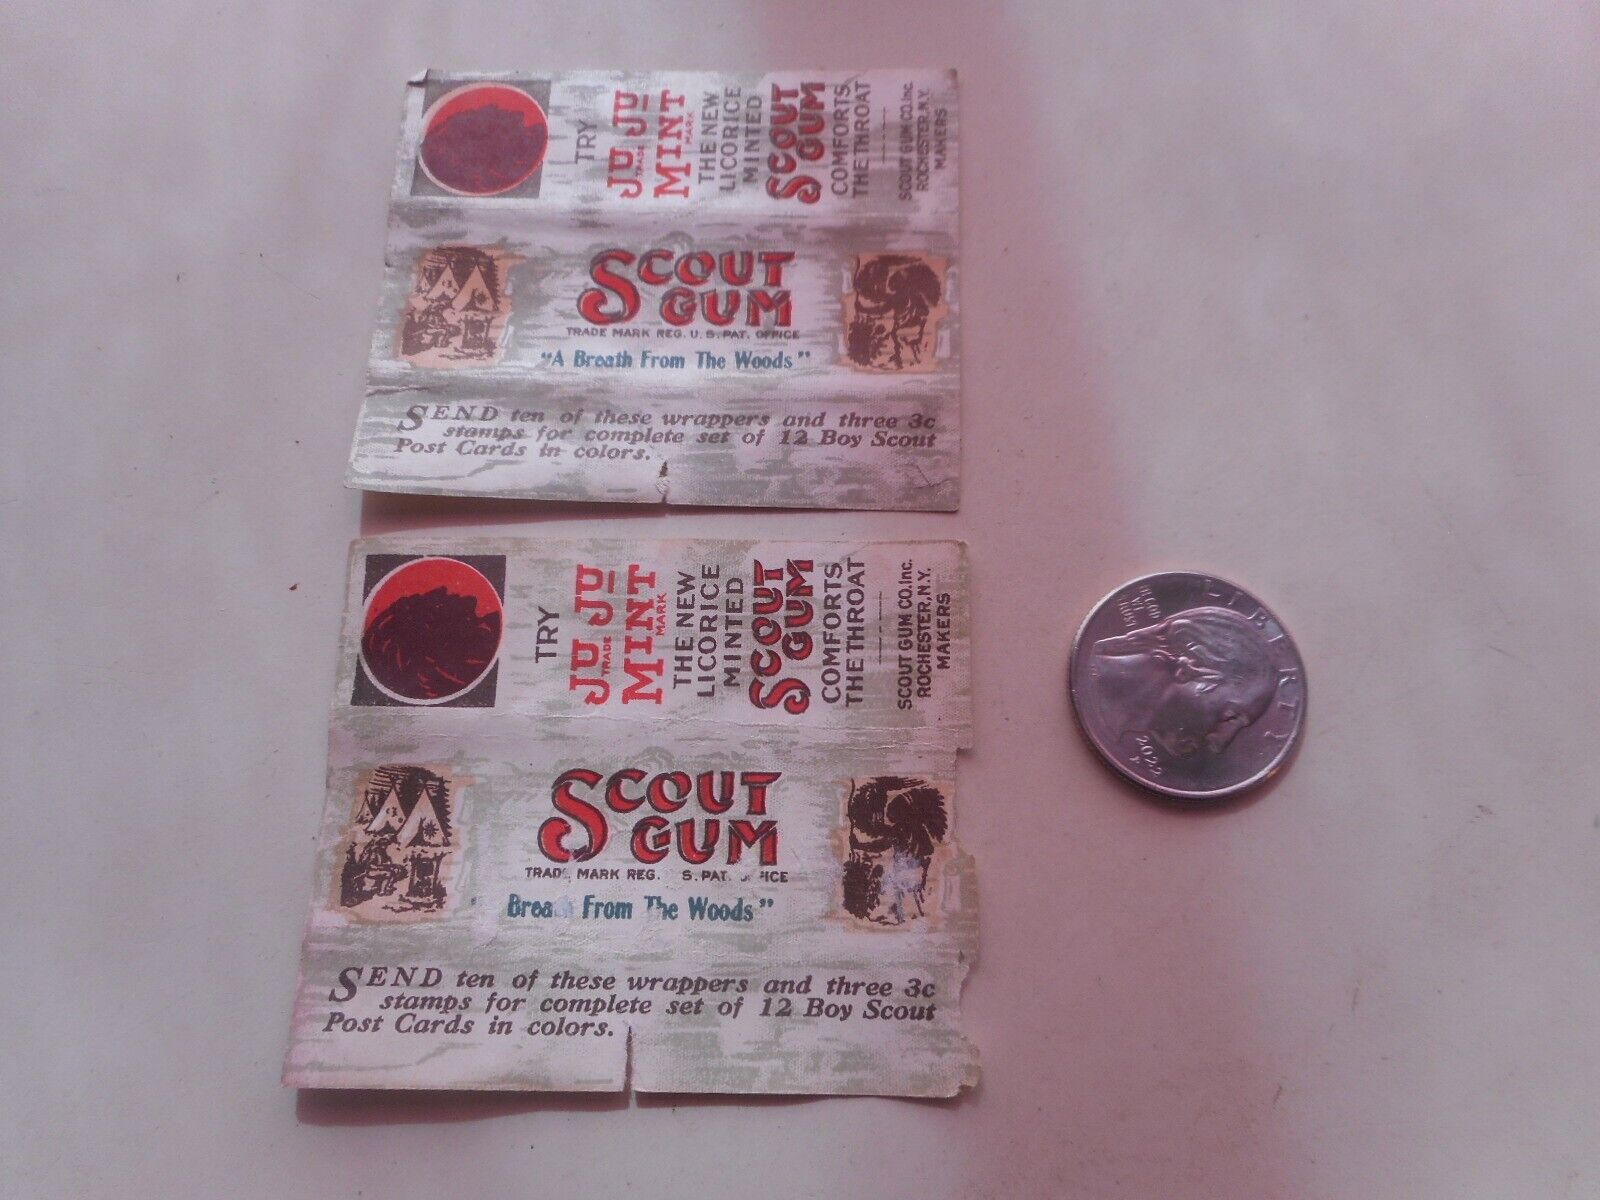 TRY
JU JU
TRADE
MINT
MARK
THE NEW
LICORICE
MINTED
SCOUT
GUM
COMFORTS
THE THROAT
SCOUT GUM CO. Inc.
ROCHESTER, N.Y.
MAKERS
SCOUT
GUM
TRADE MARK REG. U. S. PAT. OFFICE
"A Breath From The Woods"
SEND ten of these wrappers and three 3c
stamps for complete set of 12 Boy Scout
Post Cards in colors.
TRY
JU JU
TRADE
MINT
MARK
THE NEW
LICORICE
MINTED
SCOUT
GUM
COMFORTS
THE THROAT
SCOUT GUM CO. Inc.
ROCHESTER, N.Y.
MAKERS
SCOUT
GUM
TRAD MARK REG. S. PAT. O ICE
" Brea From The Woods"
SEND ten of these wrappers and three 3c
stamps for complete set of 12 Boy Scout
Post Cards in colors.
LIBERTY
2022
P